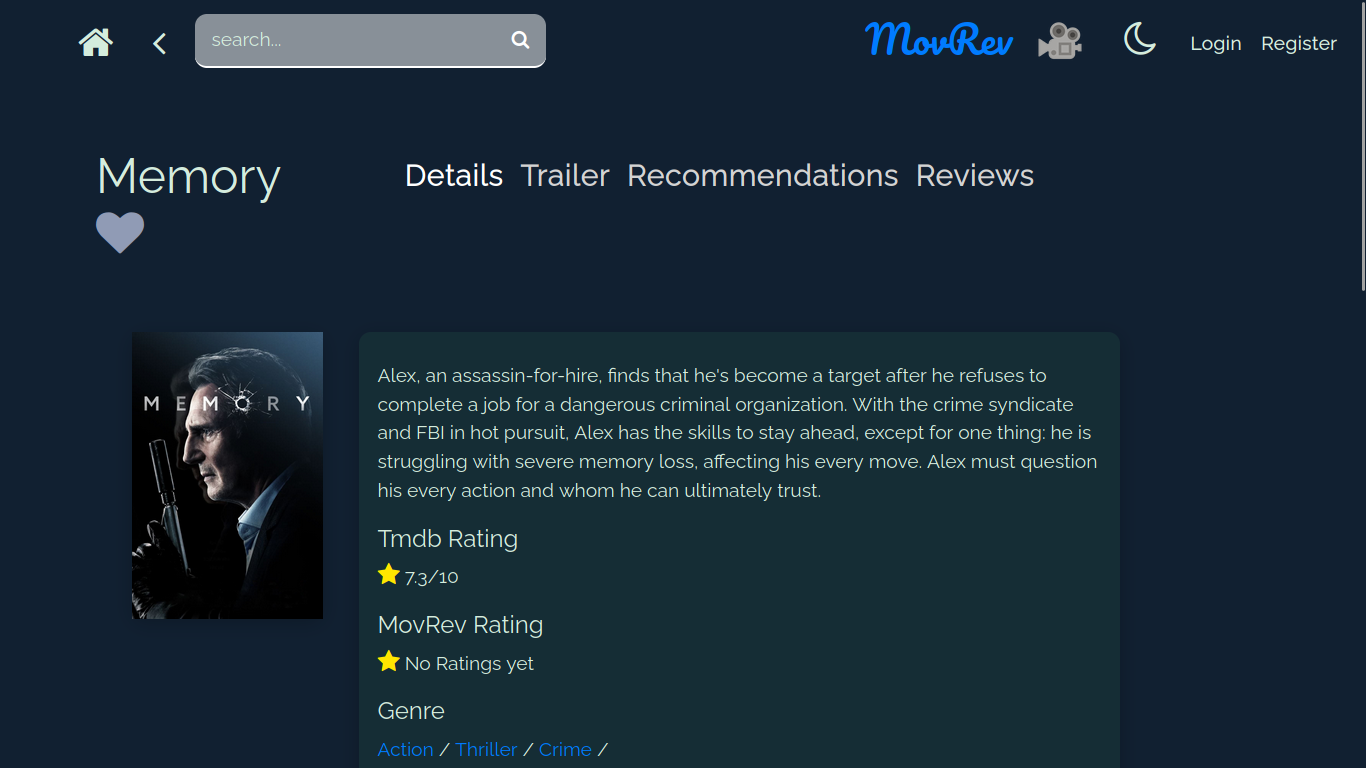 search...
MovRev
Login Register
Memory
Details Trailer Recommendations Reviews
MEMORY
Alex, an assassin-for-hire, finds that he's become a target after he refuses to
complete a job for a dangerous criminal organization. With the crime syndicate
and FBI in hot pursuit, Alex has the skills to stay ahead, except for one thing: he is
struggling with severe memory loss, affecting his every move. Alex must question
his every action and whom he can ultimately trust.
Tmdb Rating
7.3/10
MovRev Rating
No Ratings yet
Genre
Action / Thriller / Crime /